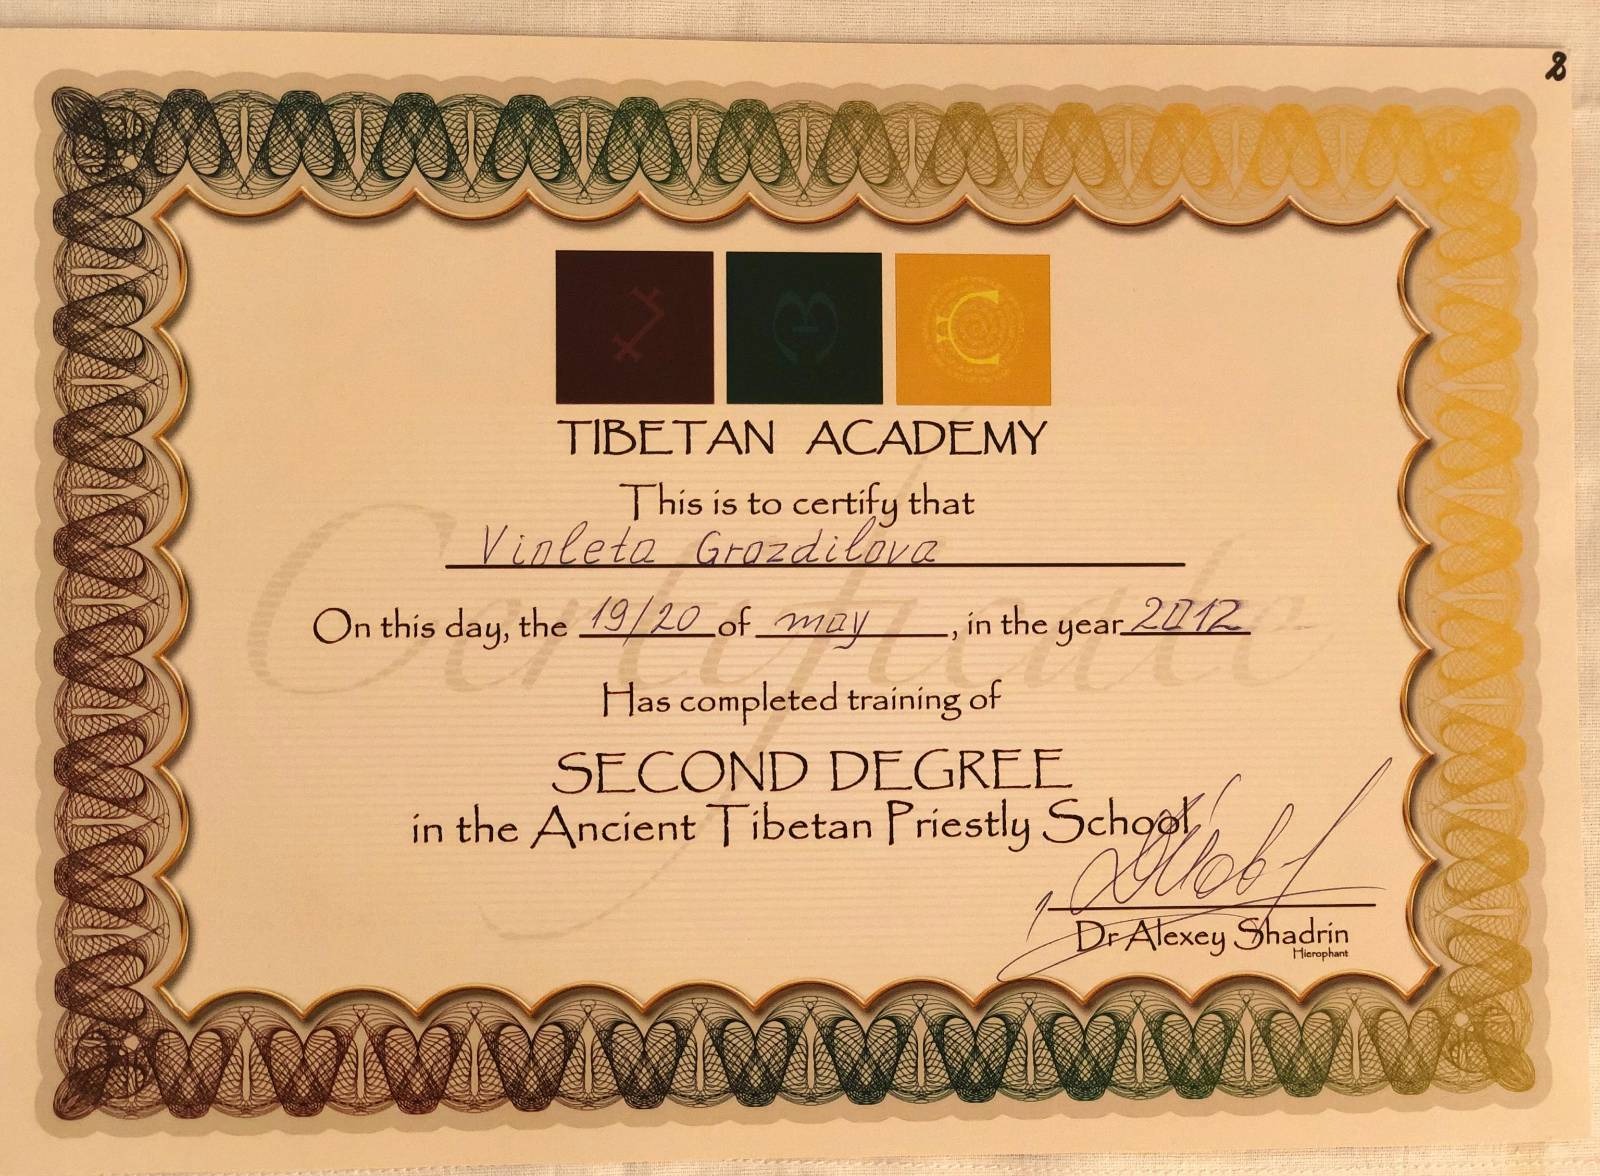 8
TIBETAN ACADEMY
This is to certify that
Violeta Grozdilova
On this day, the 19/20 of may, in the year 2012
Has completed training of
SECOND DEGREE
in the Ancient Tibetan Priestly School
Dr Alexey Shadrin
Hierophant
Certificate